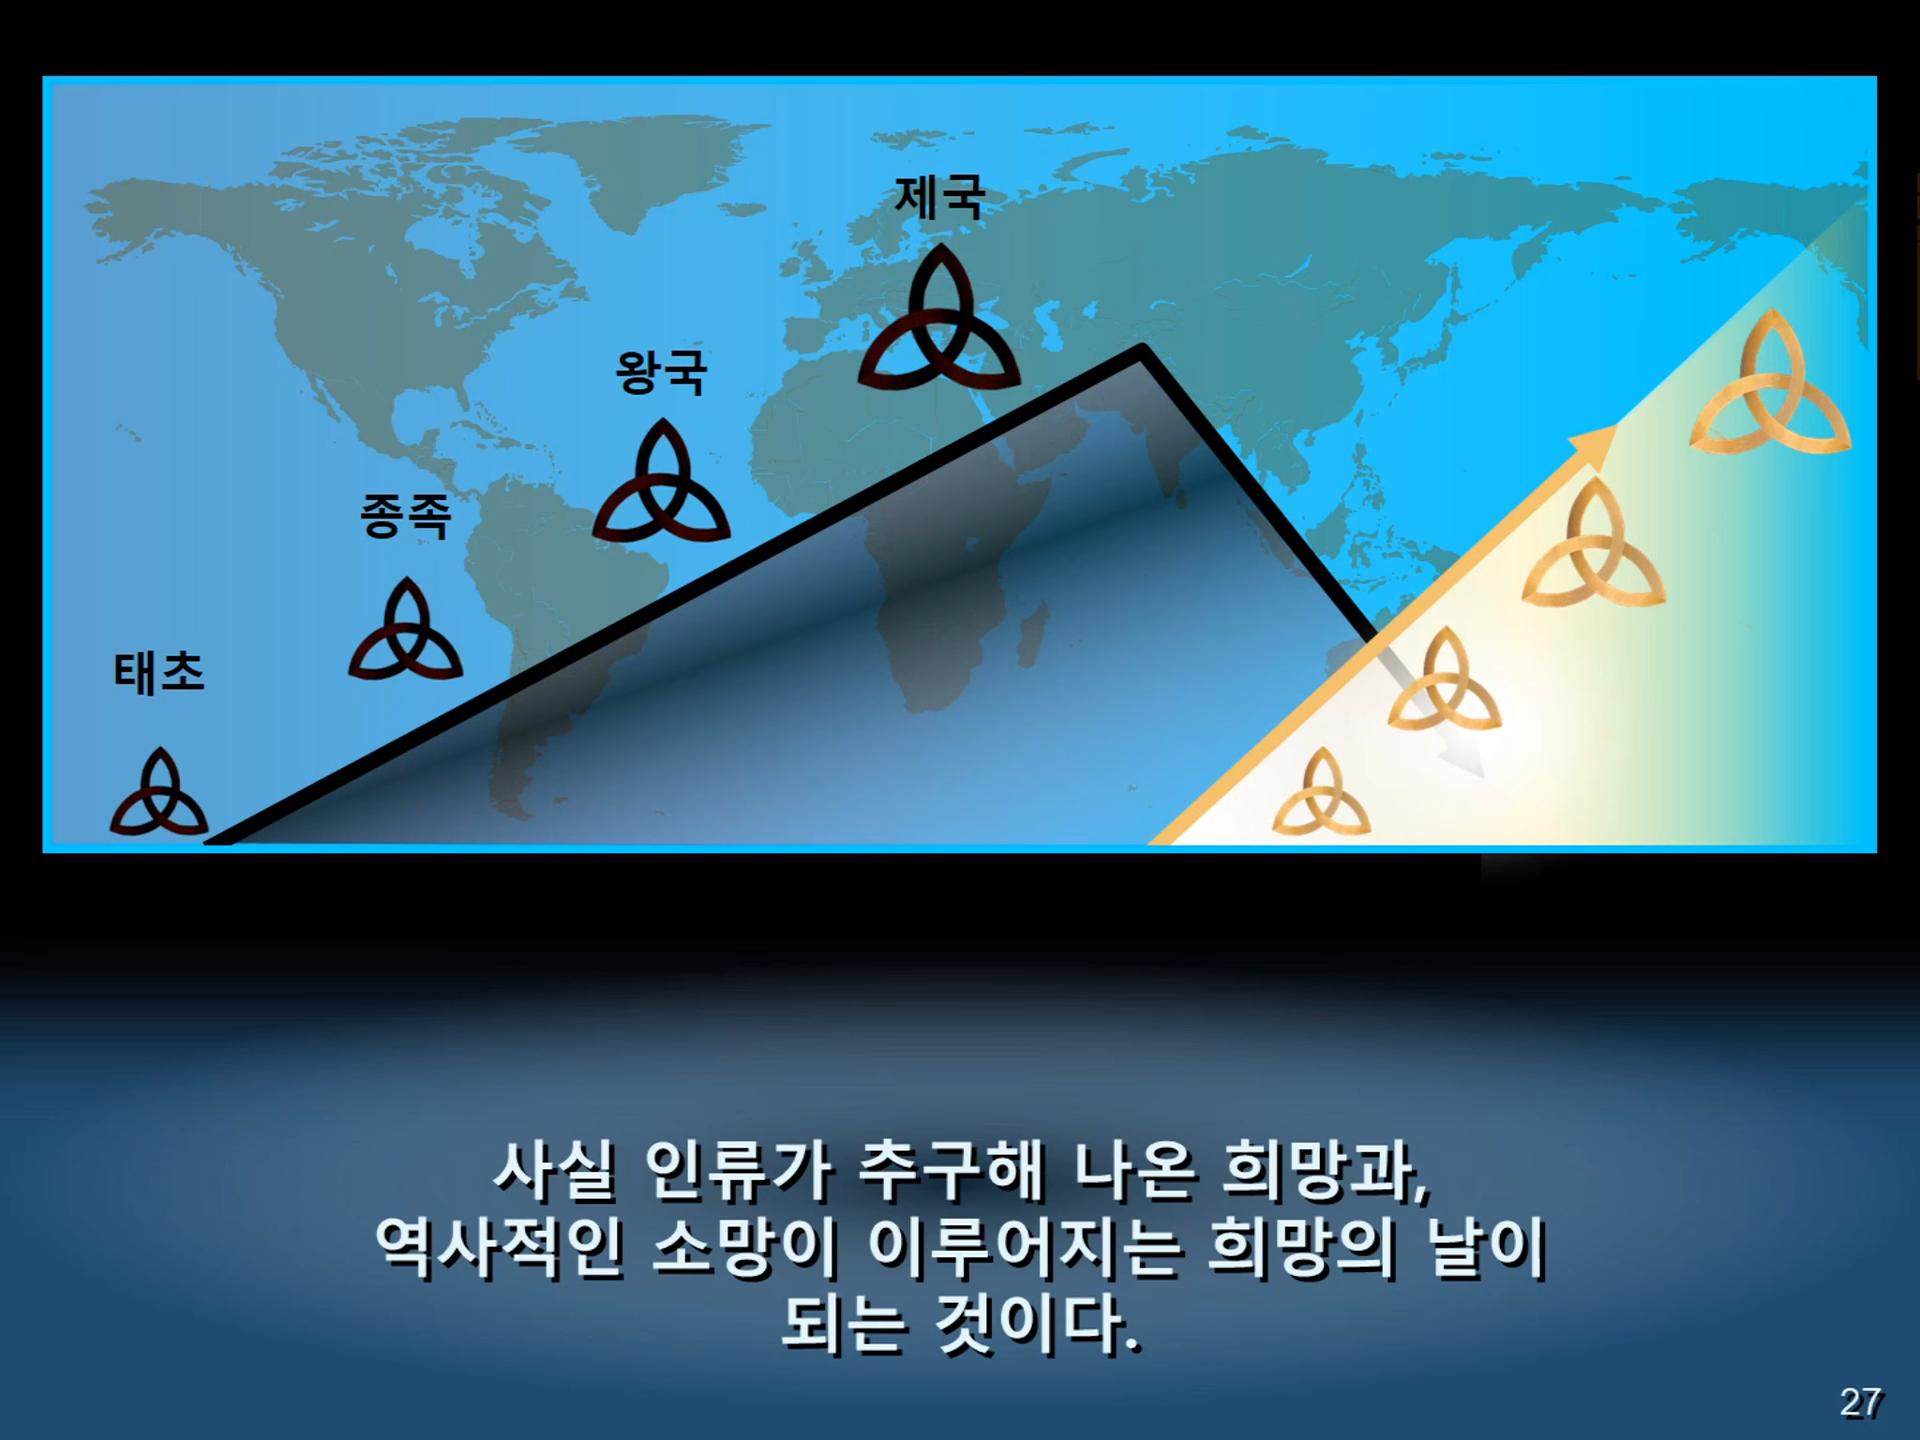 제국
왕국
종족
태초
사실 인류가 추구해 나온 희망과,
역사적인 소망이 이루어지는 희망의 날이
되는 것이다.
27